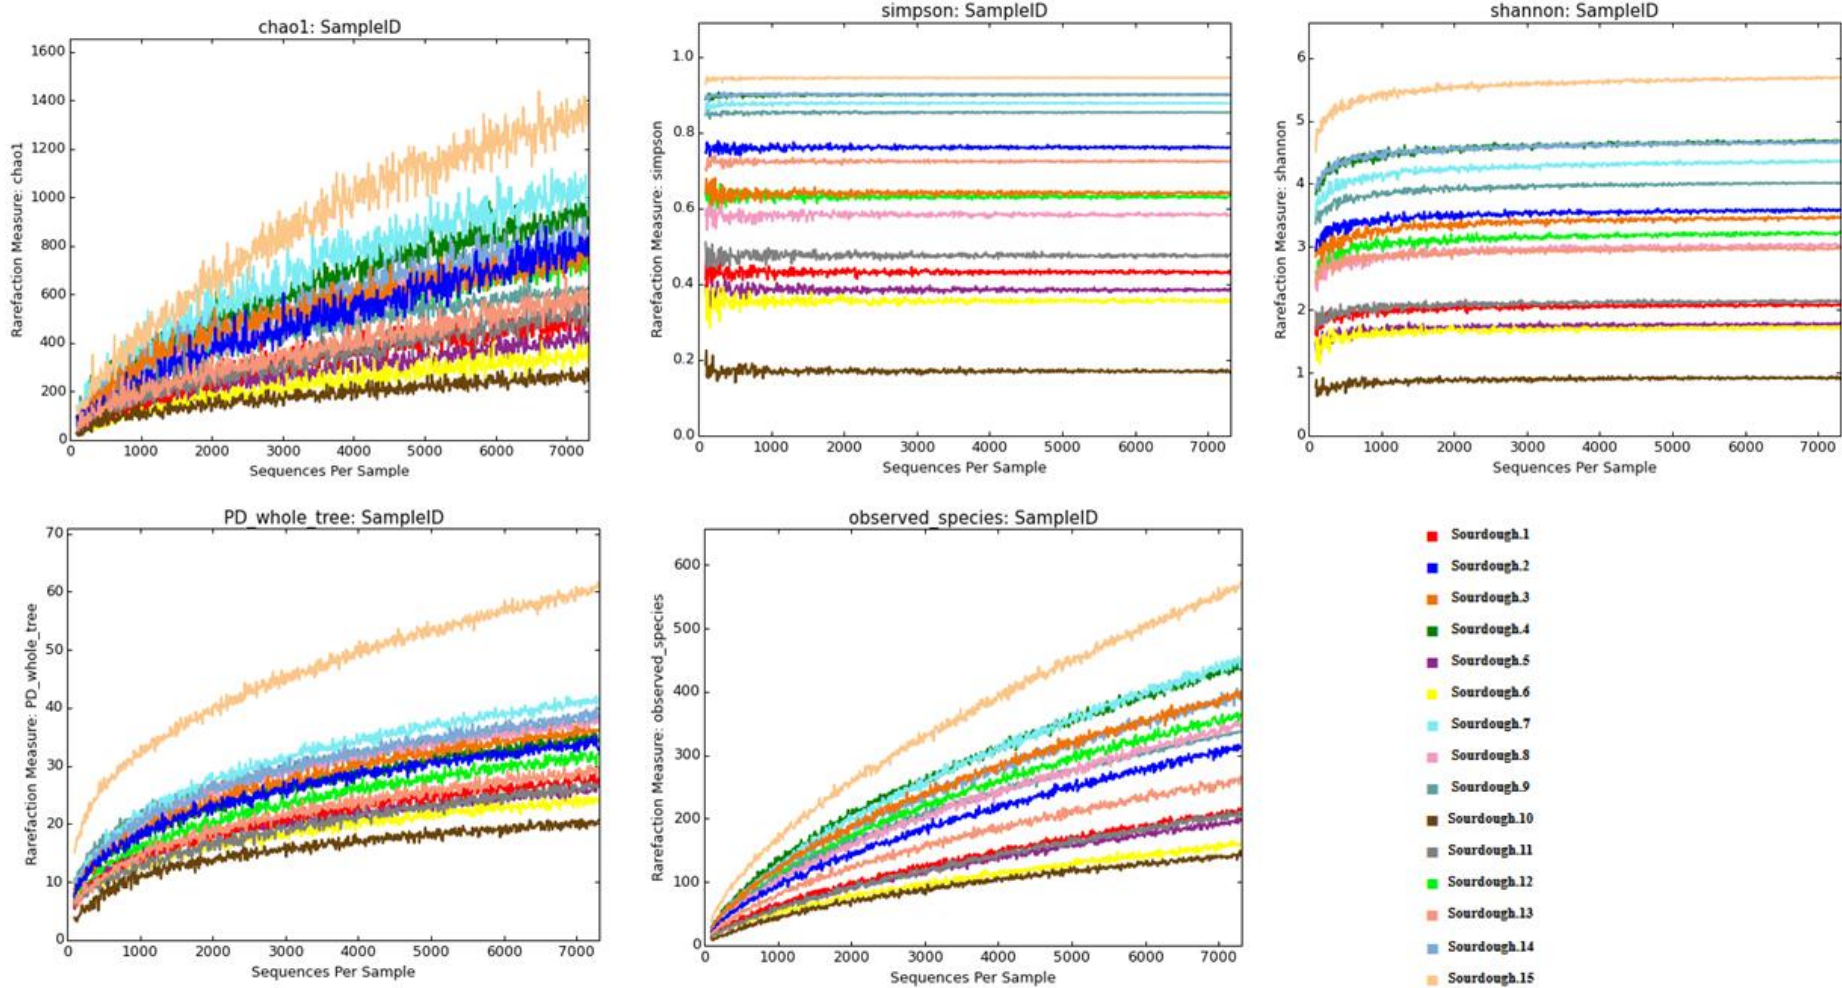 chao1: SampleID
1600
1400
1200
1000
800
600
400
200
0
Rarefaction Measure: chao1
0 1000 2000 3000 4000 5000 6000 7000
Sequences Per Sample
simpson: SampleID
1.0
0.8
0.6
0.4
0.2
0.0
Rarefaction Measure: simpson
0 1000 2000 3000 4000 5000 6000 7000
Sequences Per Sample
shannon: SampleID
6
5
4
3
2
1
0
Rarefaction Measure: shannon
0 1000 2000 3000 4000 5000 6000 7000
Sequences Per Sample
PD_whole_tree: SampleID
70
60
50
40
30
20
10
0
Rarefaction Measure: PD_whole_tree
0 1000 2000 3000 4000 5000 6000 7000
Sequences Per Sample
observed_species: SampleID
600
500
400
300
200
100
0
Rarefaction Measure: observed_species
0 1000 2000 3000 4000 5000 6000 7000
Sequences Per Sample
Sourdough.1
Sourdough.2
Sourdough.3
Sourdough.4
Sourdough.5
Sourdough.6
Sourdough.7
Sourdough.8
Sourdough.9
Sourdough.10
Sourdough.11
Sourdough.12
Sourdough.13
Sourdough.14
Sourdough.15